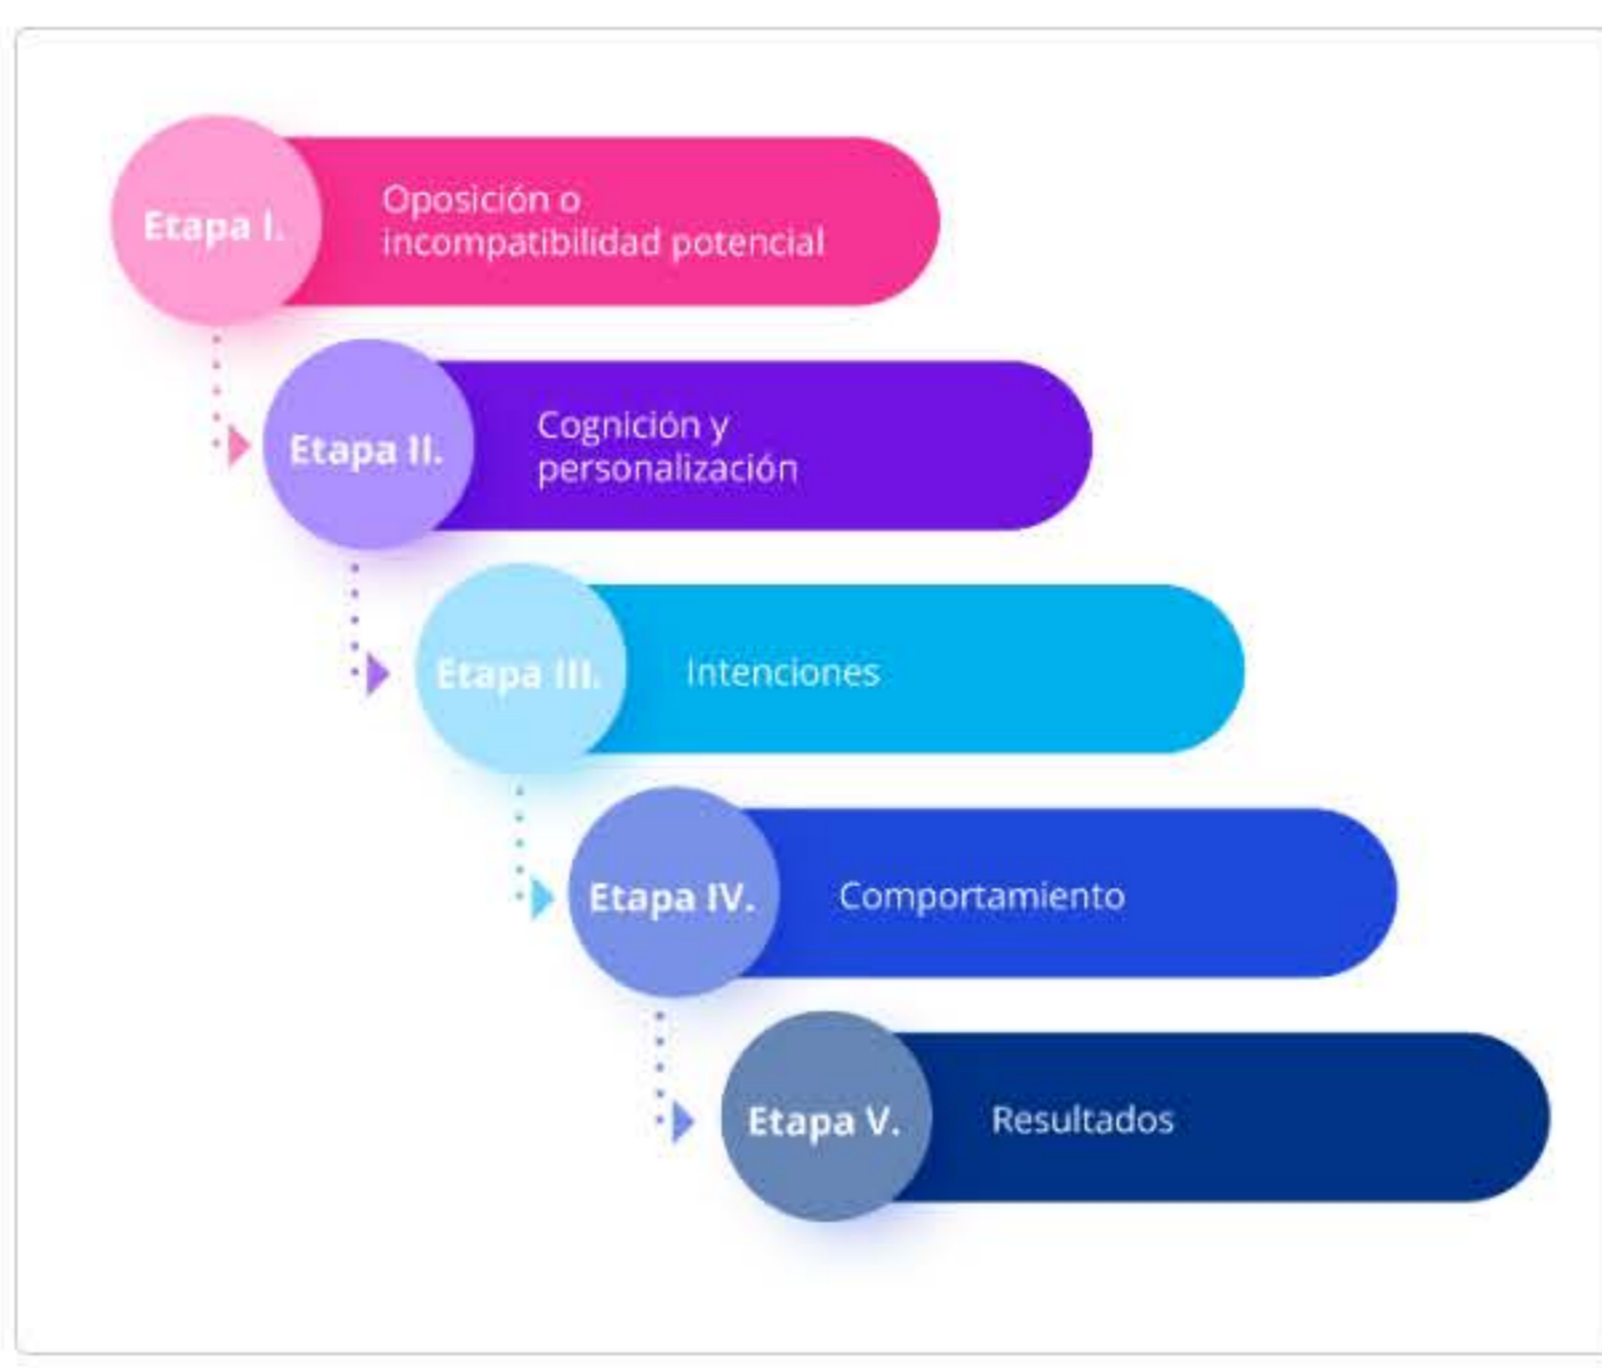 Etapa I.
Oposición o
incompatibilidad potencial
Etapa II.
Cognición y
personalización
Etapa III.
Intenciones
Etapa IV.
Comportamiento
Etapa V.
Resultados